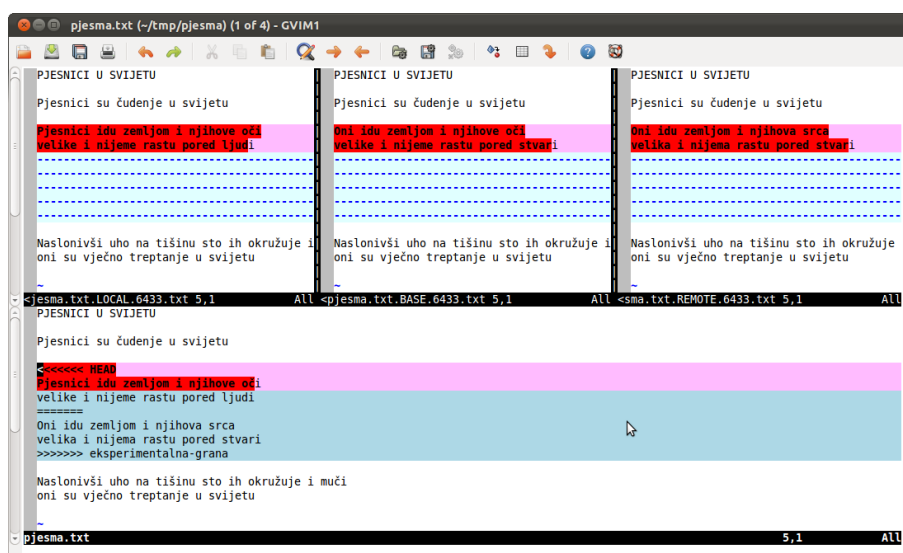 pjesma.txt (~/tmp/pjesma) (1 of 4) - GVIM1
PJESNICI U SVIJETU
Pjesnici su čudenje u svijetu
Pjesnici idu zemljom i njihove oči
velike i nijeme rastu pored ljudi
Naslonivši uho na tišinu sto ih okružuje i
oni su vječno treptanje u svijetu
~
<jesma.txt.LOCAL.6433.txt 5,1 All
PJESNICI U SVIJETU
Pjesnici su čudenje u svijetu
Oni idu zemljom i njihove oči
velike i nijeme rastu pored stvari
Naslonivši uho na tišinu sto ih okružuje i
oni su vječno treptanje u svijetu
~
<pjesma.txt.BASE.6433.txt 5,1 All
PJESNICI U SVIJETU
Pjesnici su čudenje u svijetu
Oni idu zemljom i njihova srca
velika i nijema rastu pored stvari
Naslonivši uho na tišinu sto ih okružuje
oni su vječno treptanje u svijetu
~
<sma.txt.REMOTE.6433.txt 5,1 All
PJESNICI U SVIJETU
Pjesnici su čudenje u svijetu
<<<<<<< HEAD
Pjesnici idu zemljom i njihove oči
velike i nijeme rastu pored ljudi
=======
Oni idu zemljom i njihova srca
velika i nijema rastu pored stvari
>>>>>>> eksperimentalna-grana
Naslonivši uho na tišinu sto ih okružuje i muči
oni su vječno treptanje u svijetu
~
pjesma.txt 5,1 All